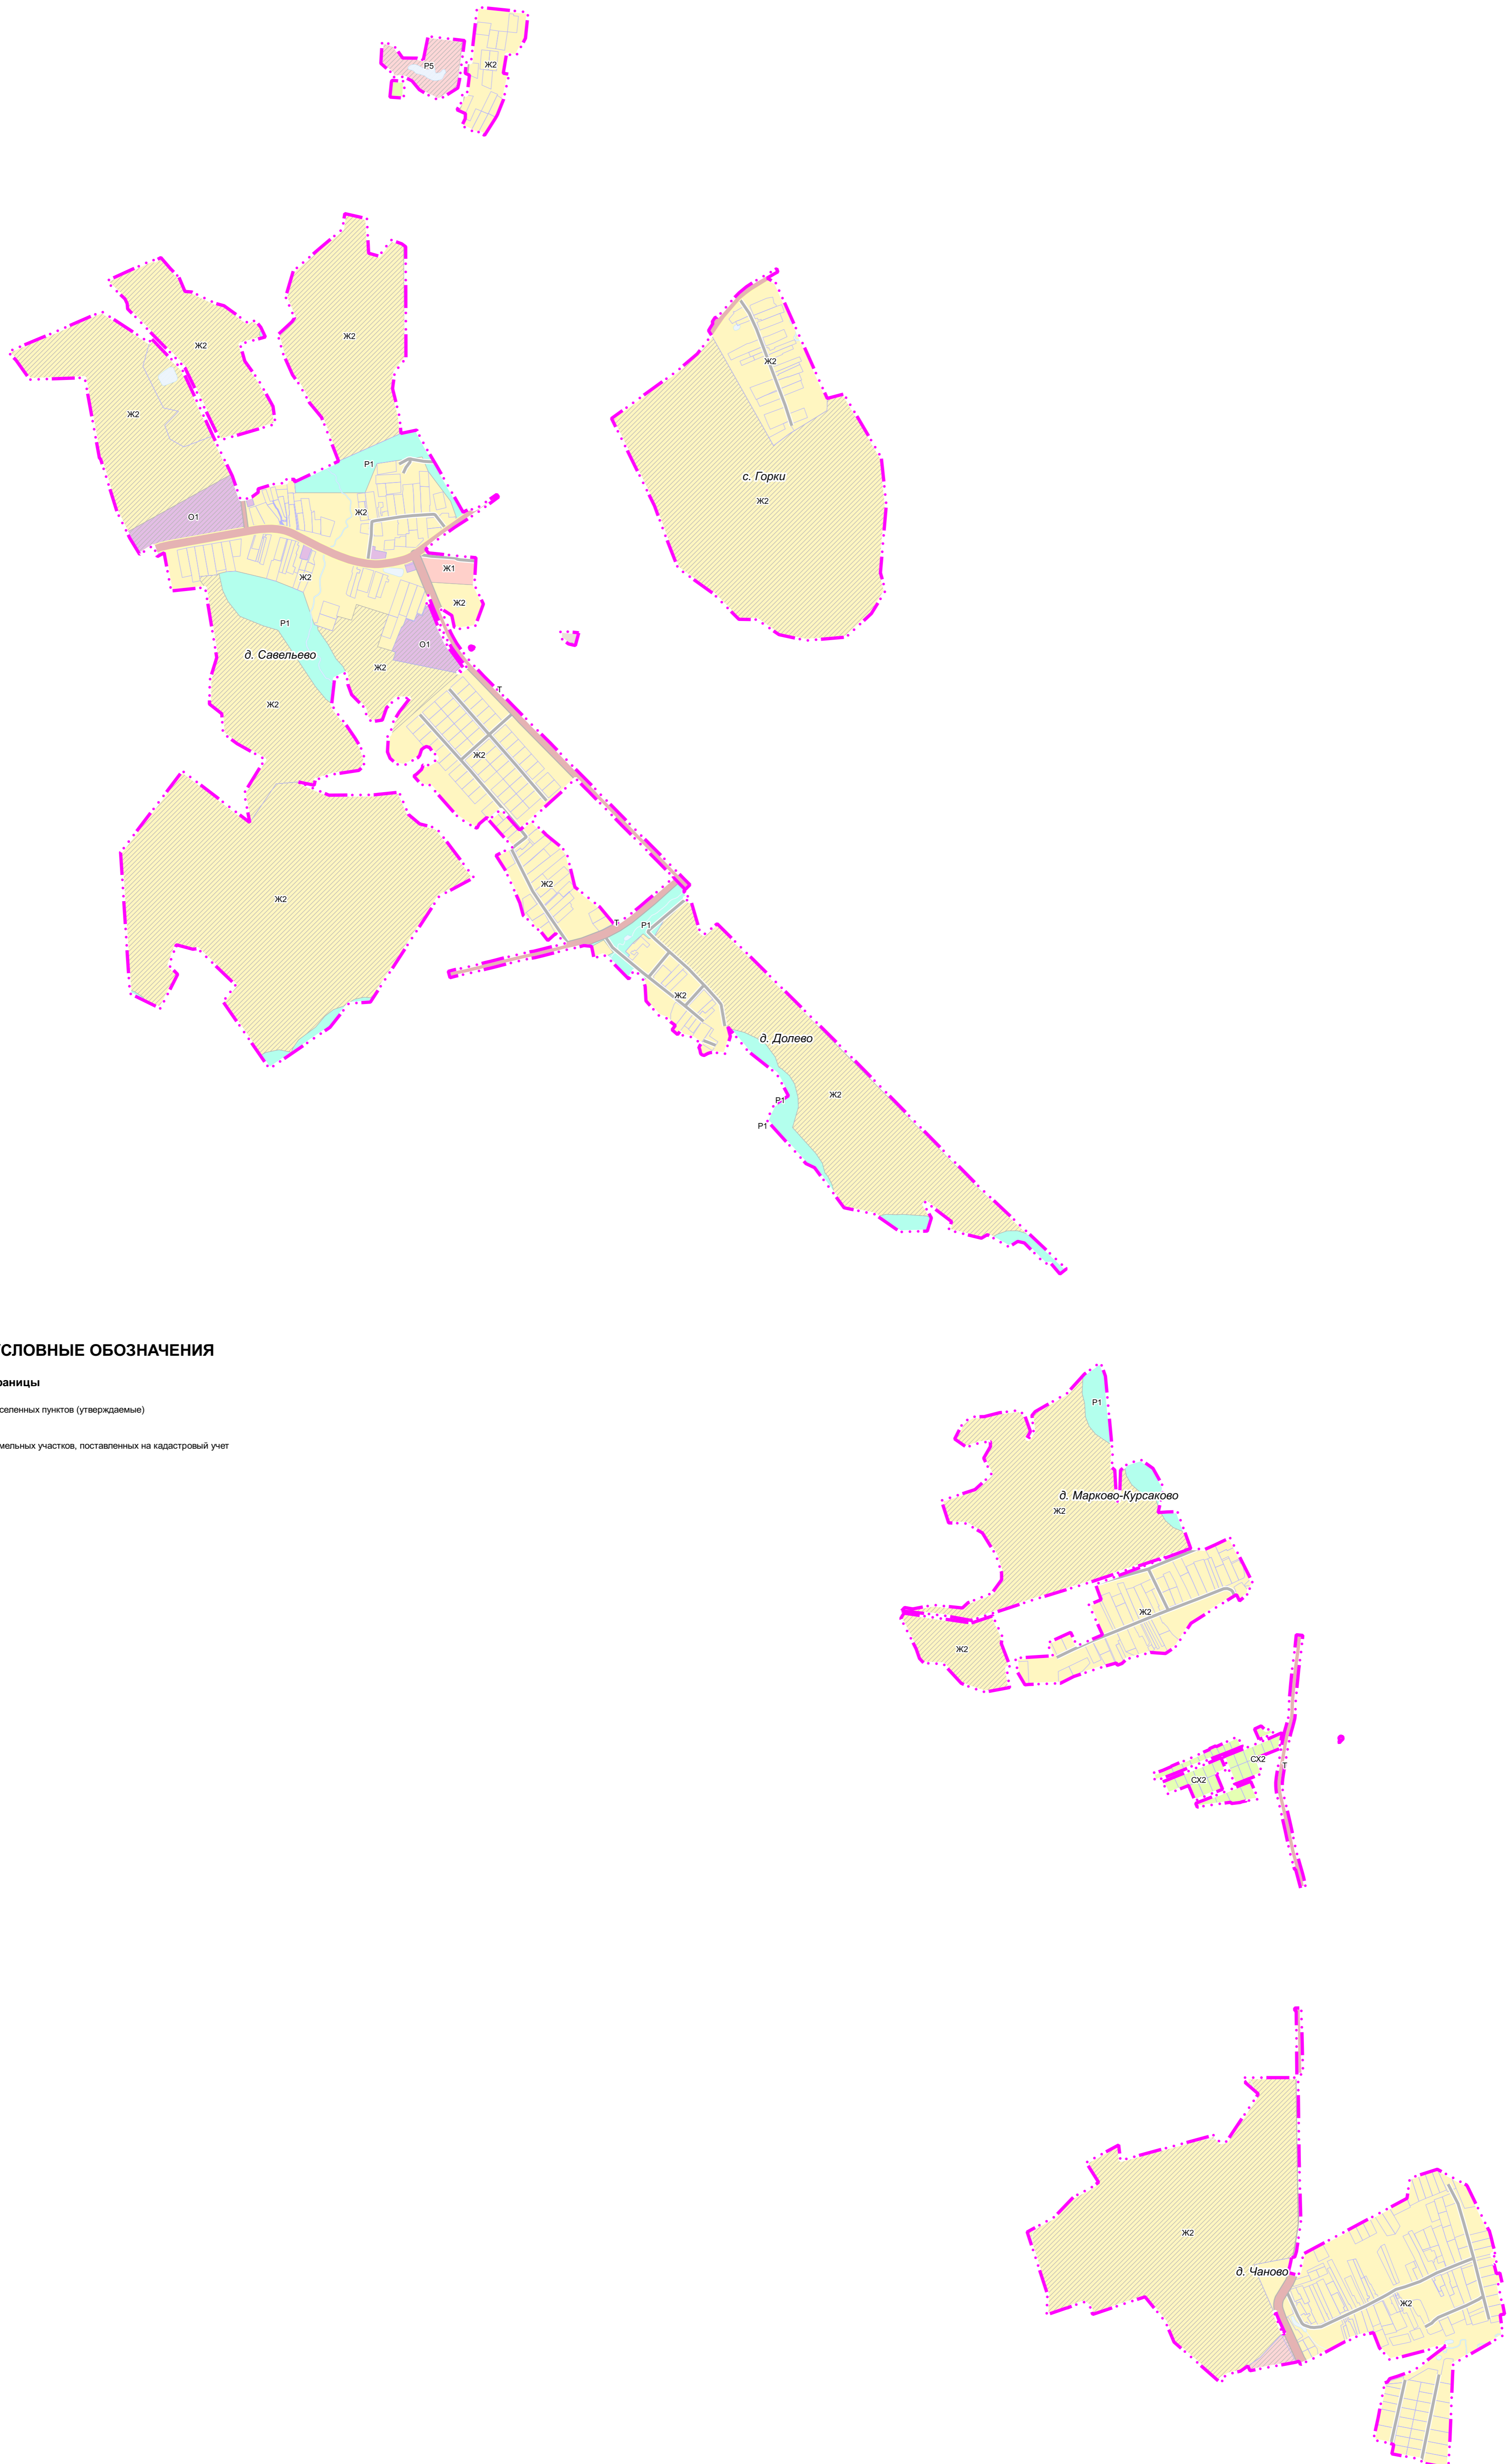 Р5
Ж2
Ж2
Ж2
Ж2
Ж2
Ж2
с. Горки
Ж2
Р1
О1
Ж2
Ж2
Ж1
Ж2
Р1
О1
д. Савельево
Ж2
Т
Ж2
Ж2
Ж2
Ж2
Т
Р1
Ж2
д. Долево
Ж2
Р1
Р1
УСЛОВНЫЕ ОБОЗНАЧЕНИЯ
раницы
селенных пунктов (утверждаемые)
мельных участков, поставленных на кадастровый учет
Р1
д. Марково-Курсаково
Ж2
Ж2
Ж2
СХ2
Т
СХ2
Ж2
д. Чаново
Ж2